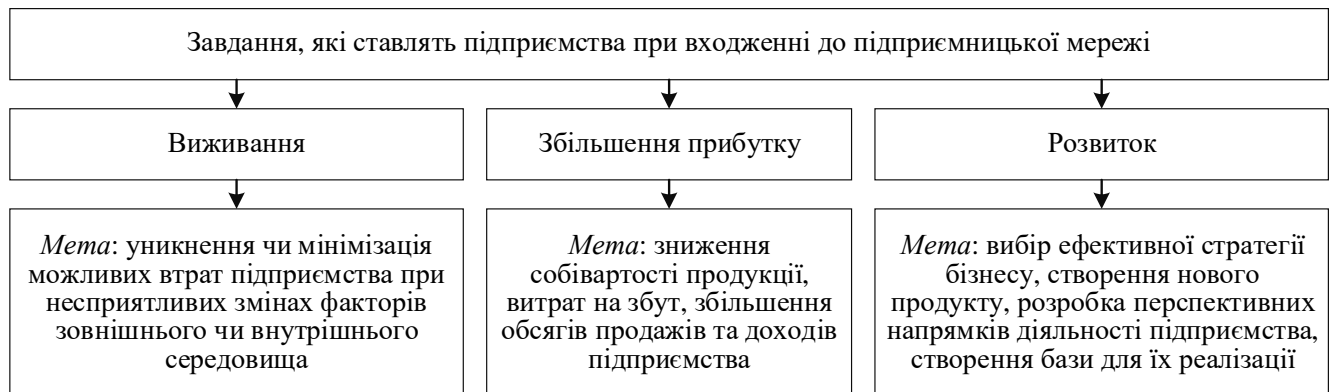 Завдання, які ставлять підприємства при входженні до підприємницької мережі
Виживання
Збільшення прибутку
Розвиток
Мета: уникнення чи мінімізація
можливих втрат підприємства при
несприятливих змінах факторів
зовнішнього чи внутрішнього
середовища
Мета: зниження
собівартості продукції,
витрат на збут, збільшення
обсягів продажів та доходів
підприємства
Мета: вибір ефективної стратегії
бізнесу, створення нового
продукту, розробка перспективних
напрямків діяльності підприємства,
створення бази для їх реалізації